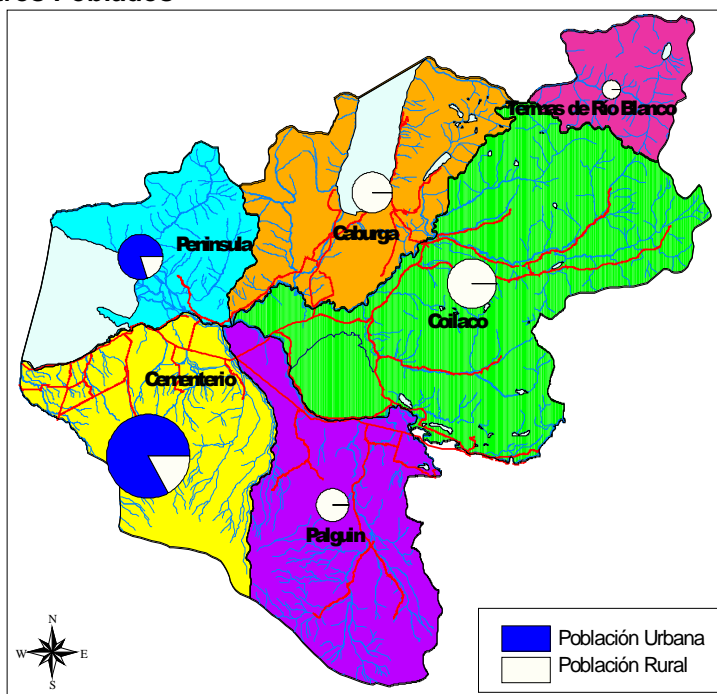 Termas de Rio Blanco
Peninsula
Caburga
Coilaco
Cementerio
Palguin
N
W
E
S
Población Urbana
Población Rural